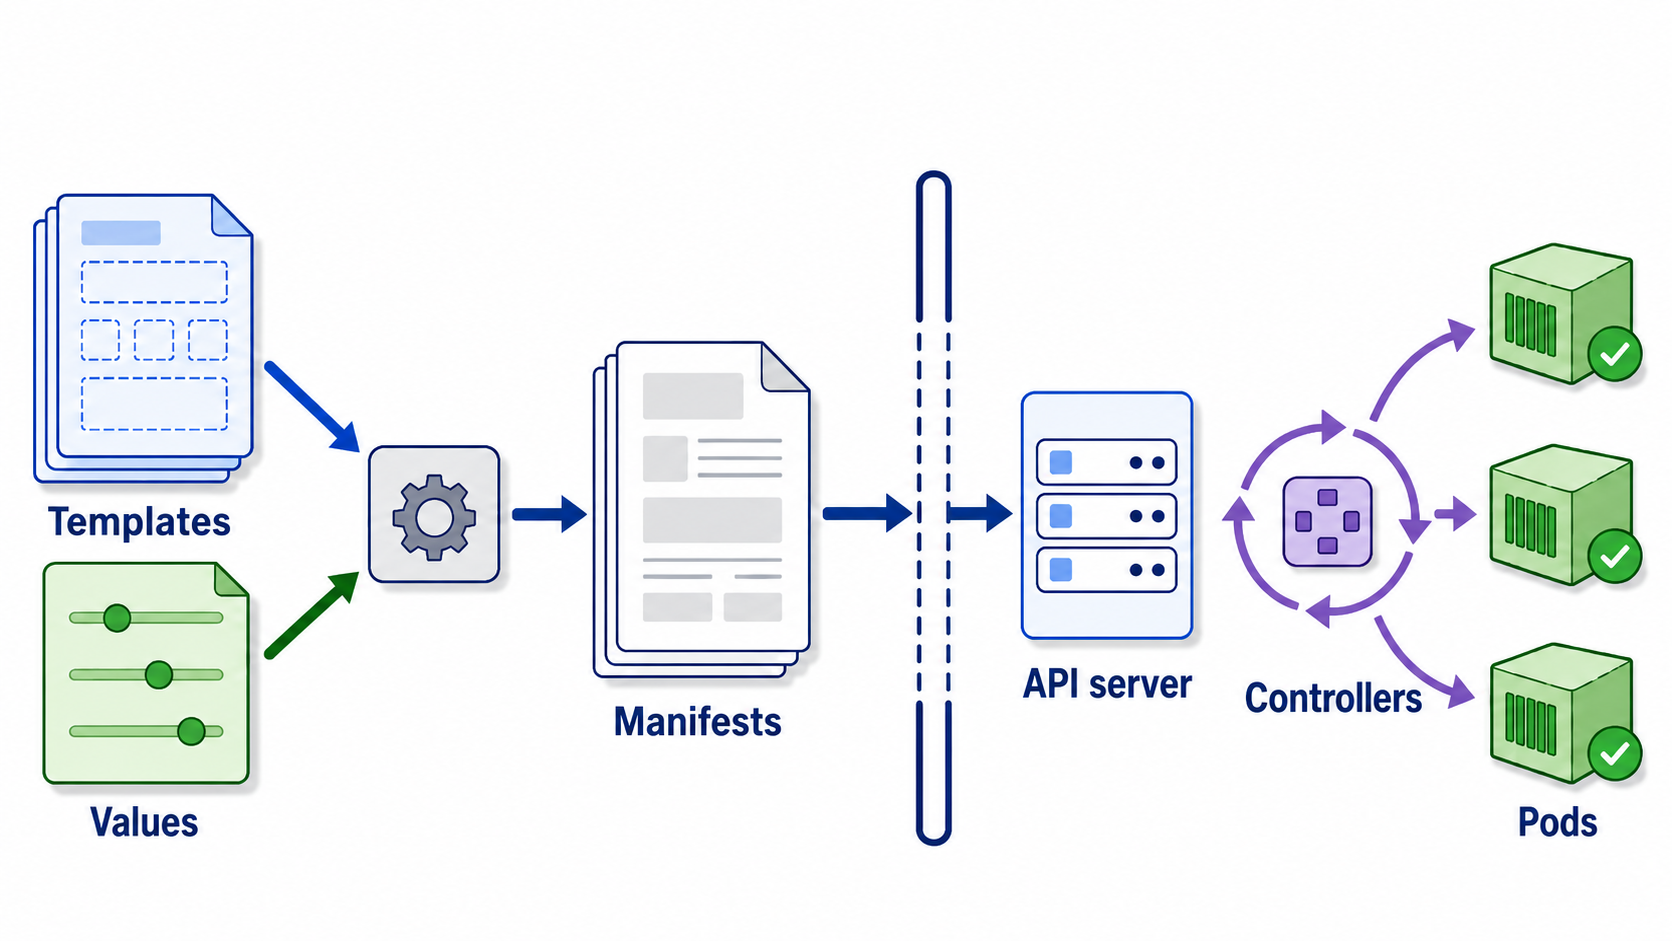 Templates
Values
Manifests
API server
Controllers
Pods